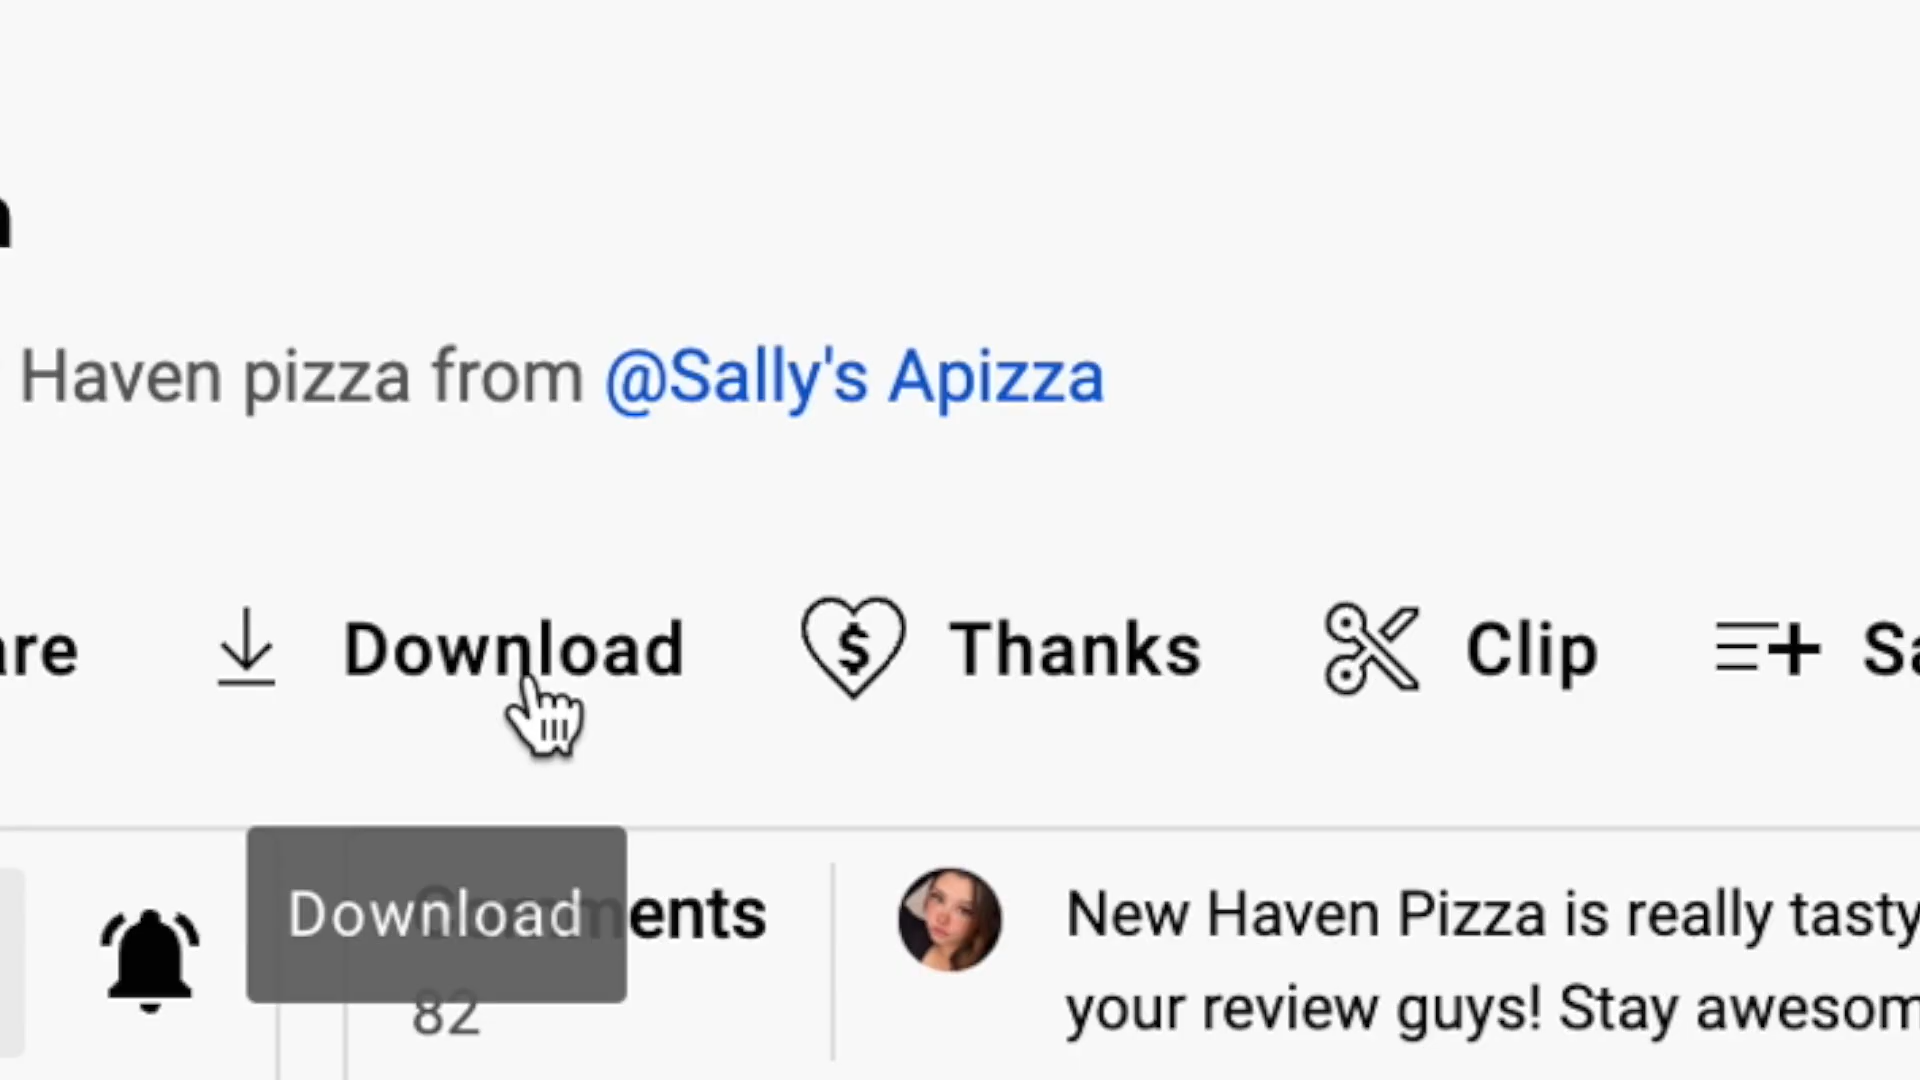 Haven pizza from @Sally's Apizza
are Download Thanks Clip Sa
Download
ents
82
New Haven Pizza is really tasty
your review guys! Stay awesom